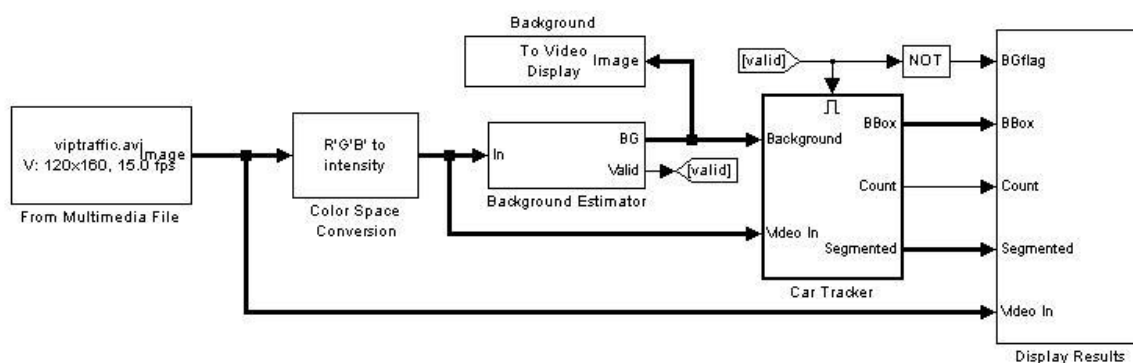 Background
To Video
Display
Image
[valid]
NOT
BGflag
viptraffic.avi
V: 120x160, 15.0 fps
Image
From Multimedia File
R'G'B' to
intensity
Color Space
Conversion
In
BG
Valid
Background Estimator
[valid]
Background
Video In
BBox
Count
Segmented
Car Tracker
BBox
Count
Segmented
Video In
Display Results